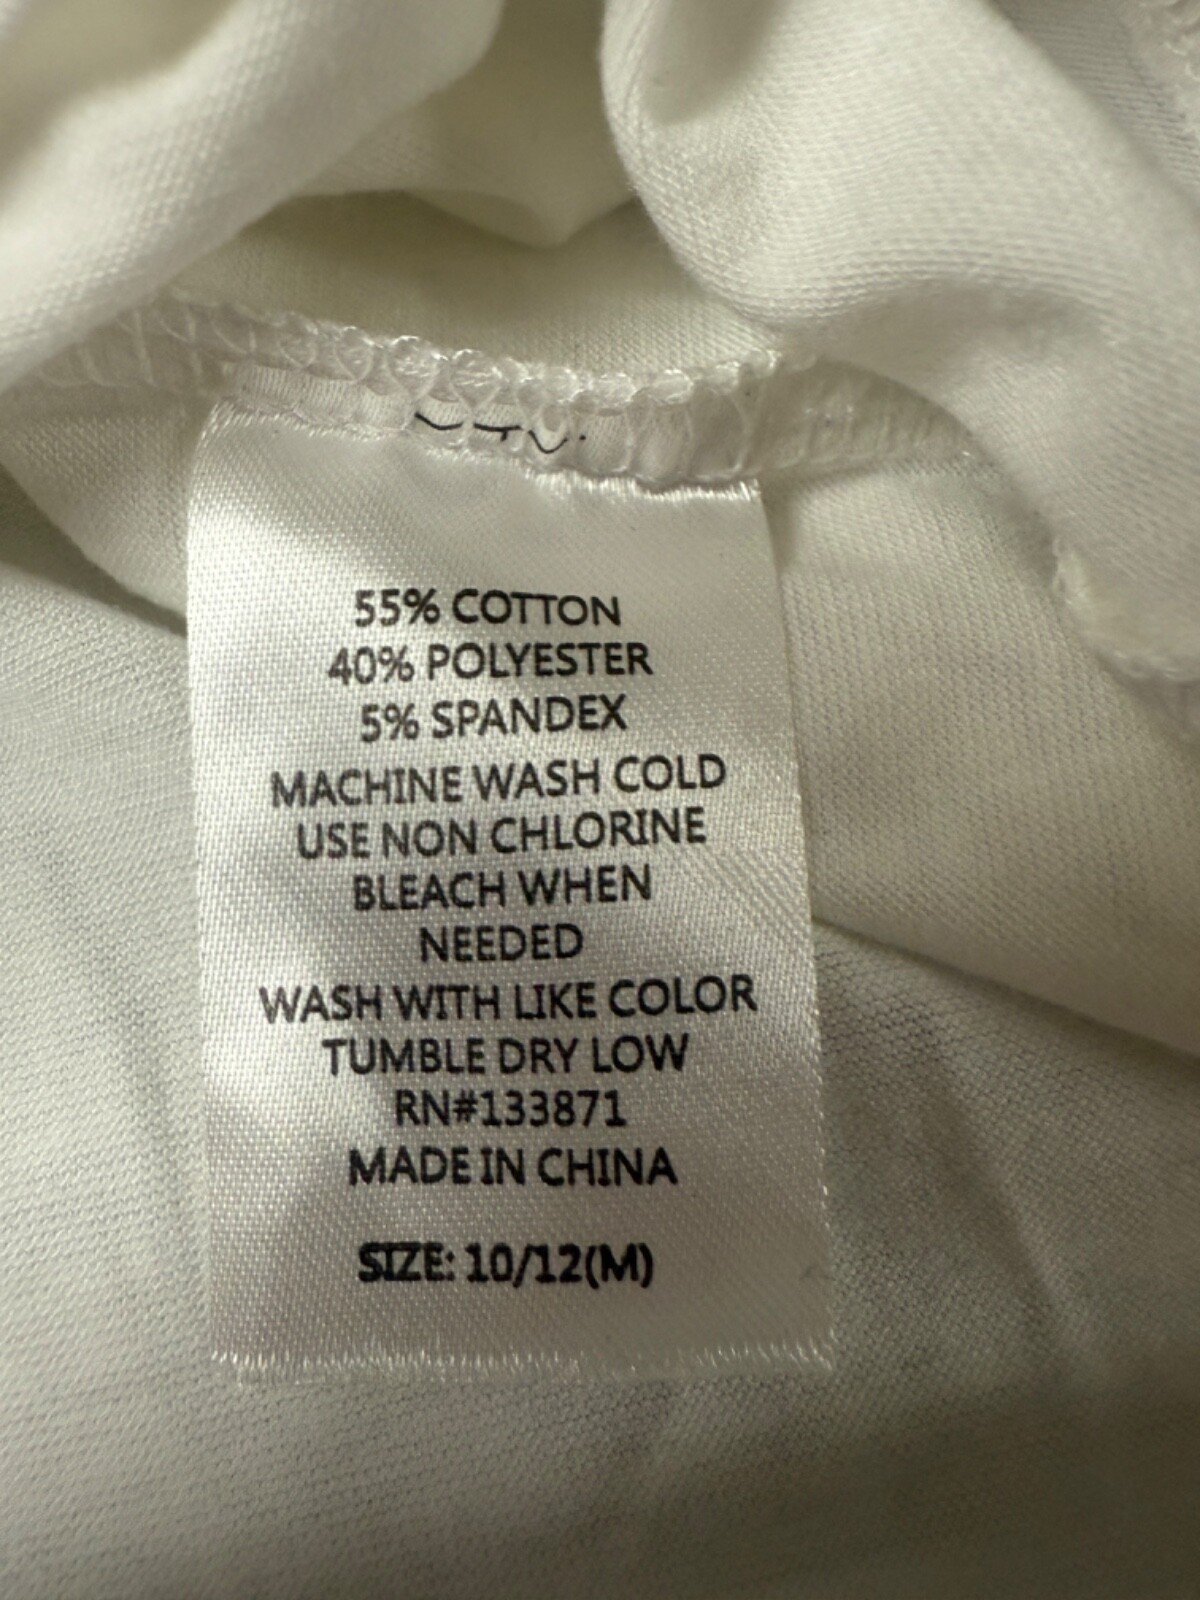 55% COTTON
40% POLYESTER
5% SPANDEX
MACHINE WASH COLD
USE NON CHLORINE
BLEACH WHEN
NEEDED
WASH WITH LIKE COLOR
TUMBLE DRY LOW
RN#133871
MADE IN CHINA
SIZE: 10/12(M)